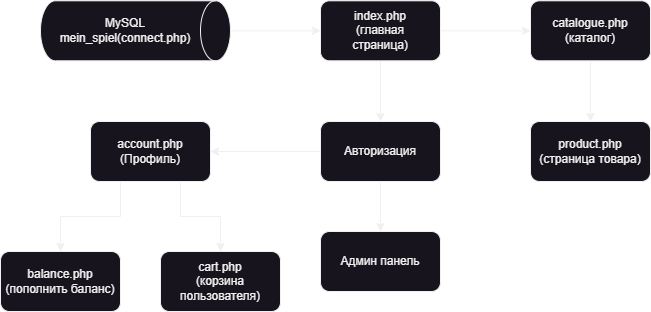 MySQL
mein_spiel(connect.php)
index.php
(главная
страница)
catalogue.php
(каталог)
account.php
(Профиль)
Авторизация
product.php
(страница товара)
balance.php
(пополнить баланс)
cart.php
(корзина
пользователя)
Админ панель